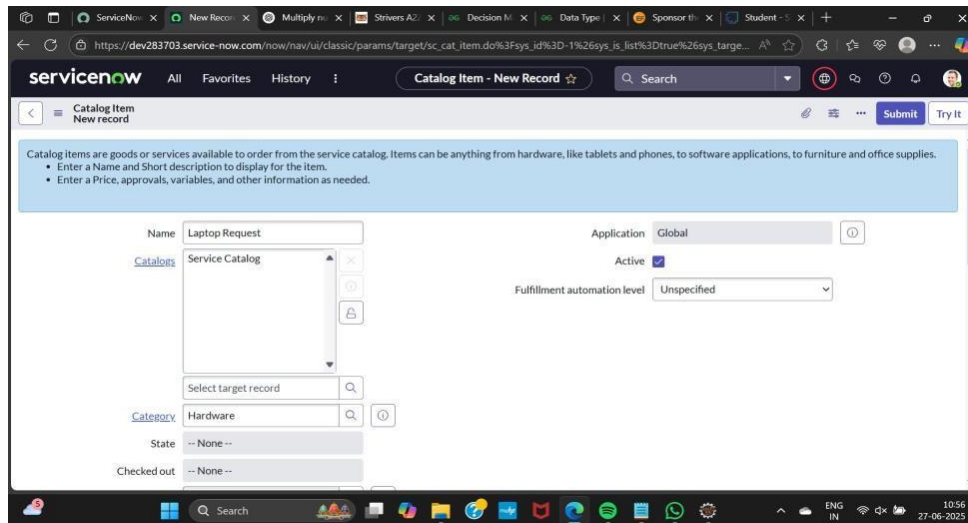 ServiceNow
New Recor
Multiply nu
Strivers A2
Decision M
Data Type
Sponsor th
Student - S
https://dev283703.service-now.com/now/nav/ui/classic/params/target/sc_cat_item.do%3Fsys_id%3D-1%26sys_is_list%3Dtrue%26sys_targe...
servicenow All Favorites History Catalog Item - New Record Search
Catalog Item
New record
Submit Try It
Catalog items are goods or services available to order from the service catalog. Items can be anything from hardware, like tablets and phones, to software applications, to furniture and office supplies.
• Enter a Name and Short description to display for the item.
• Enter a Price, approvals, variables, and other information as needed.
Name Laptop Request
Application Global
Catalogs Service Catalog
Active
Fulfillment automation level Unspecified
Select target record
Category Hardware
State -- None --
Checked out -- None --
5
Search
ENG
IN
10:56
27-06-2025